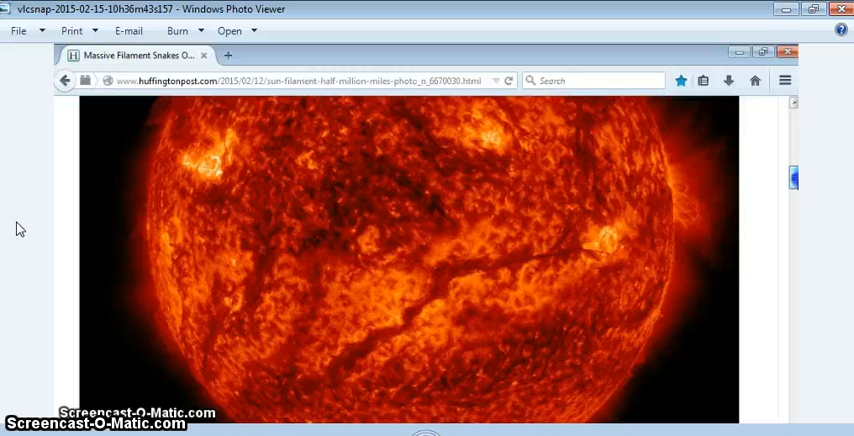 vlcsnap-2015-02-15-10h36m43s157 - Windows Photo Viewer
File Print E-mail Burn Open
Massive Filament Snakes O...
www.huffingtonpost.com/2015/02/12/sun-filament-half-million-miles-photo_n_6670030.html Search
Screencast-O-Matic.com
Screencast-O-Matic.com